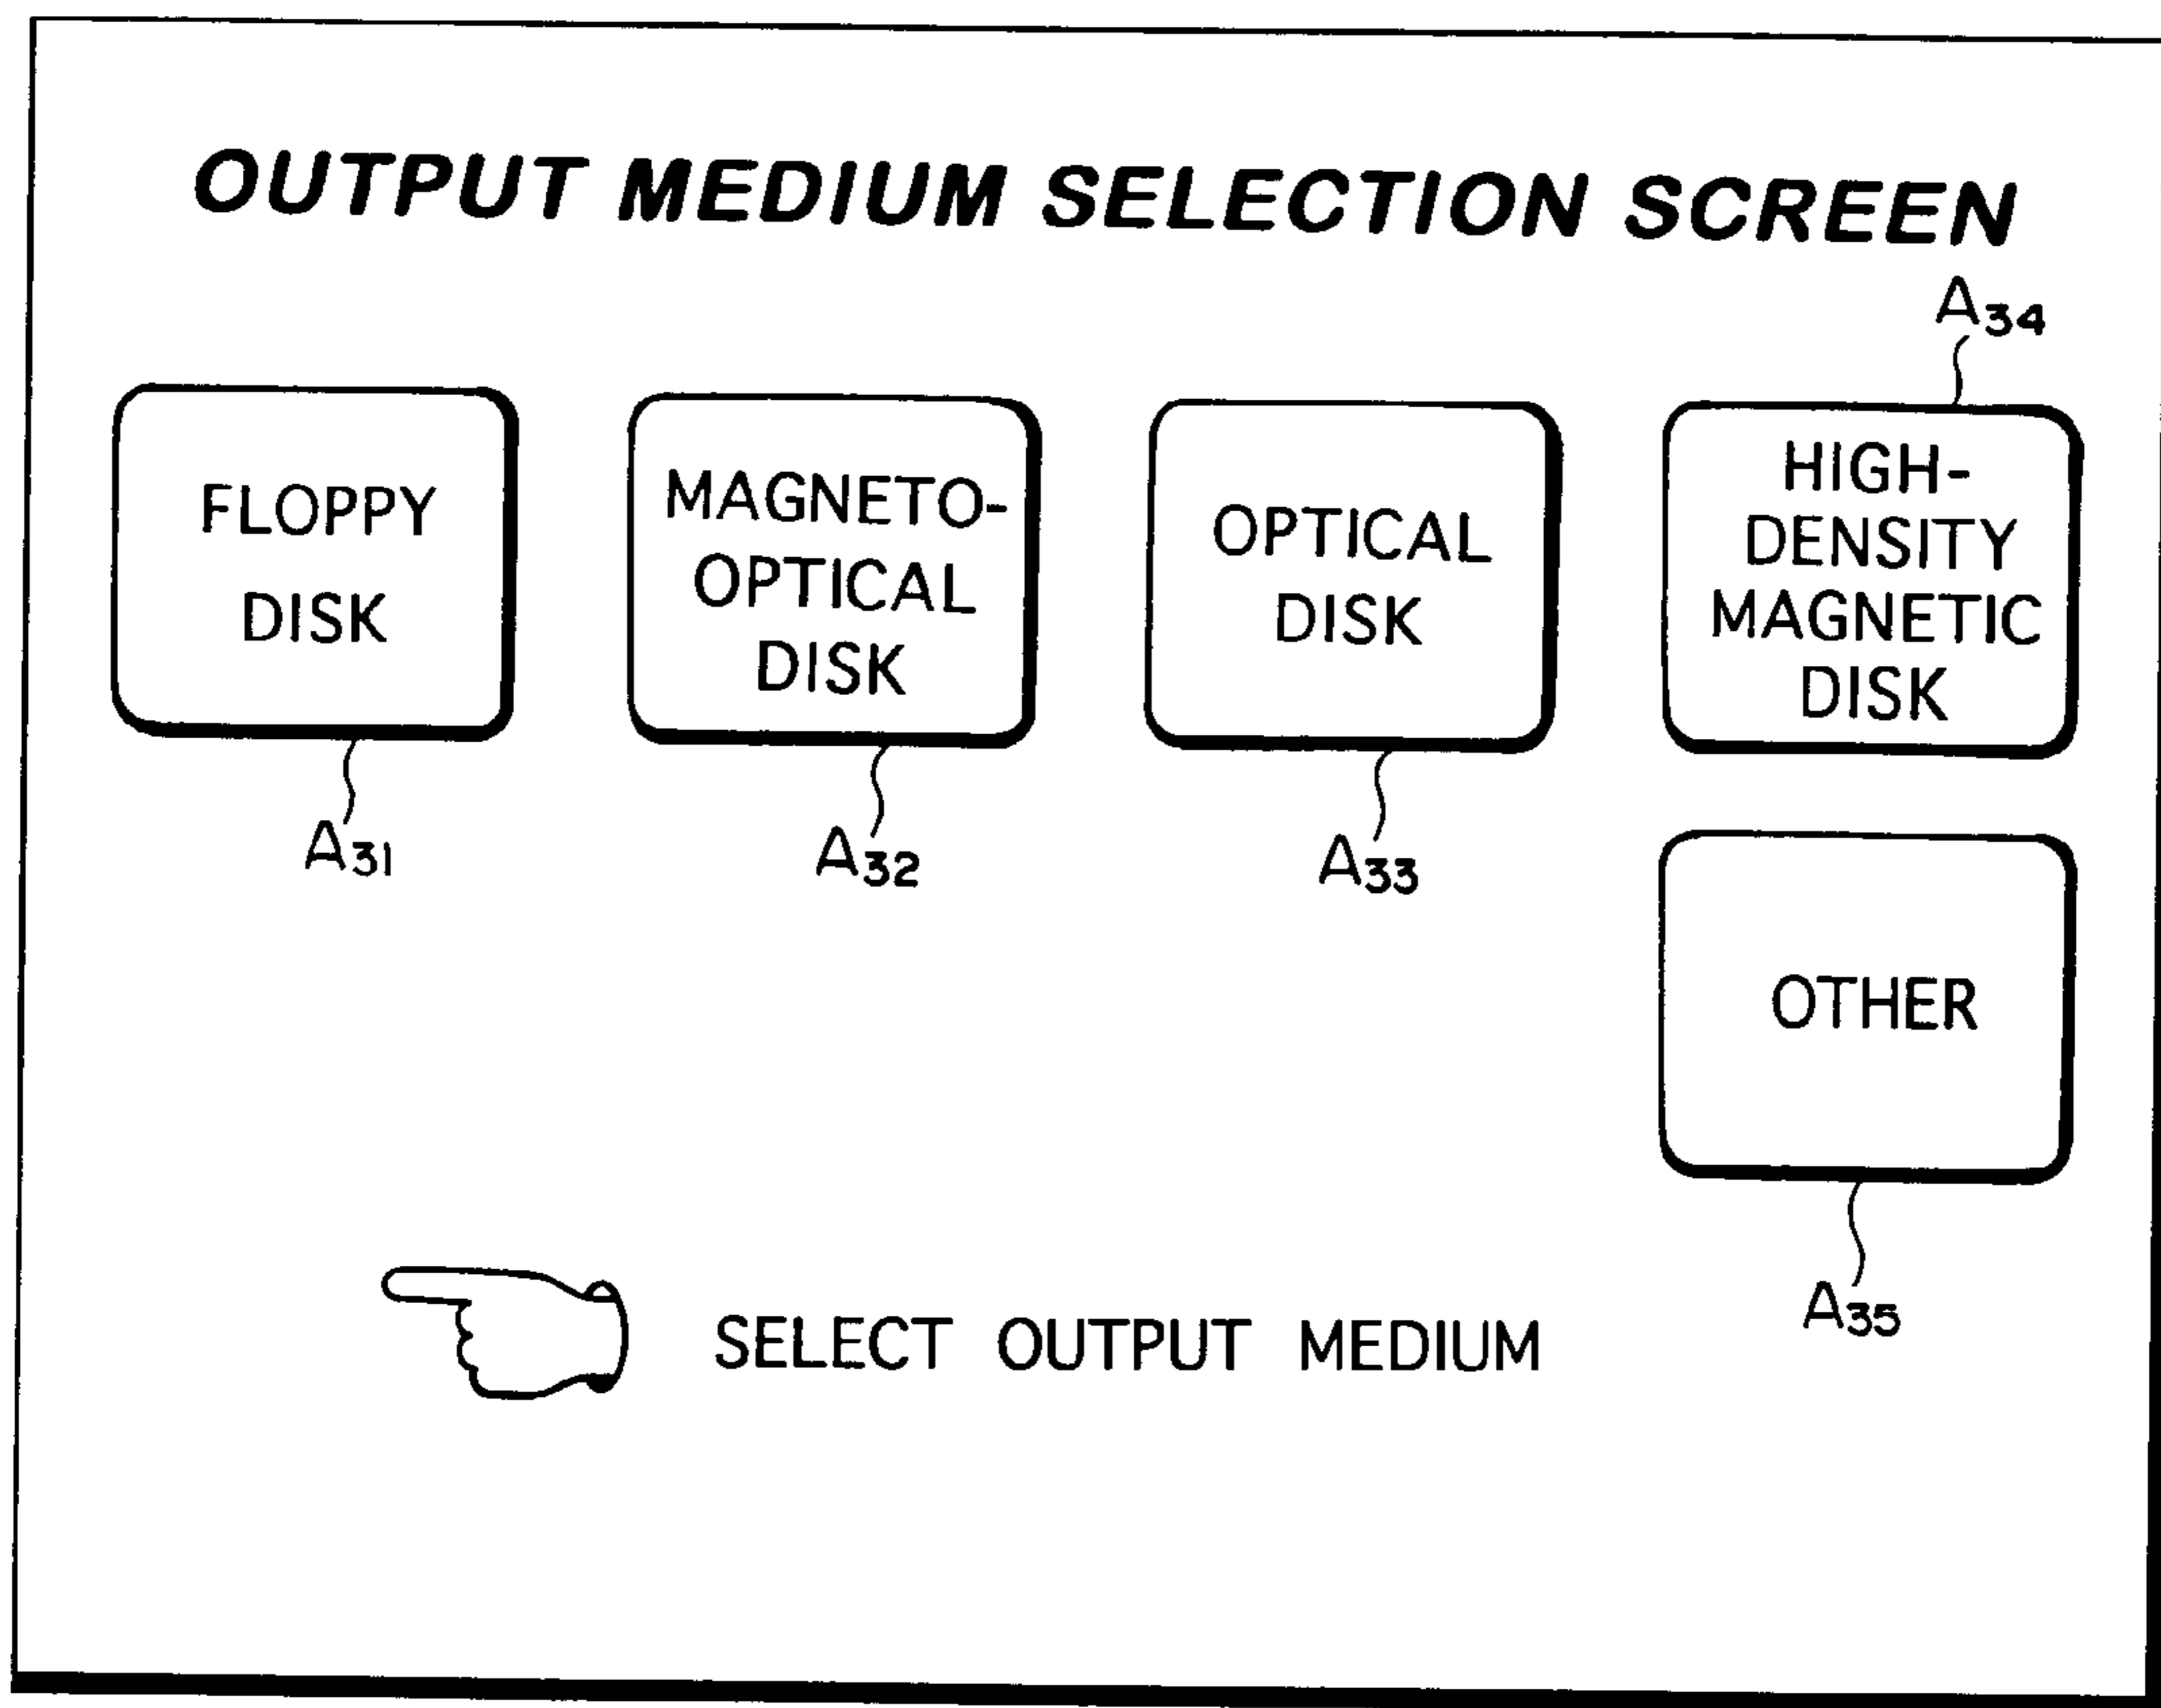 OUTPUT MEDIUM SELECTION SCREEN
A34
FLOPPY
DISK
MAGNETO-
OPTICAL
DISK
OPTICAL
DISK
HIGH-
DENSITY
MAGNETIC
DISK
A31
A32
A33
OTHER
A35
SELECT OUTPUT MEDIUM